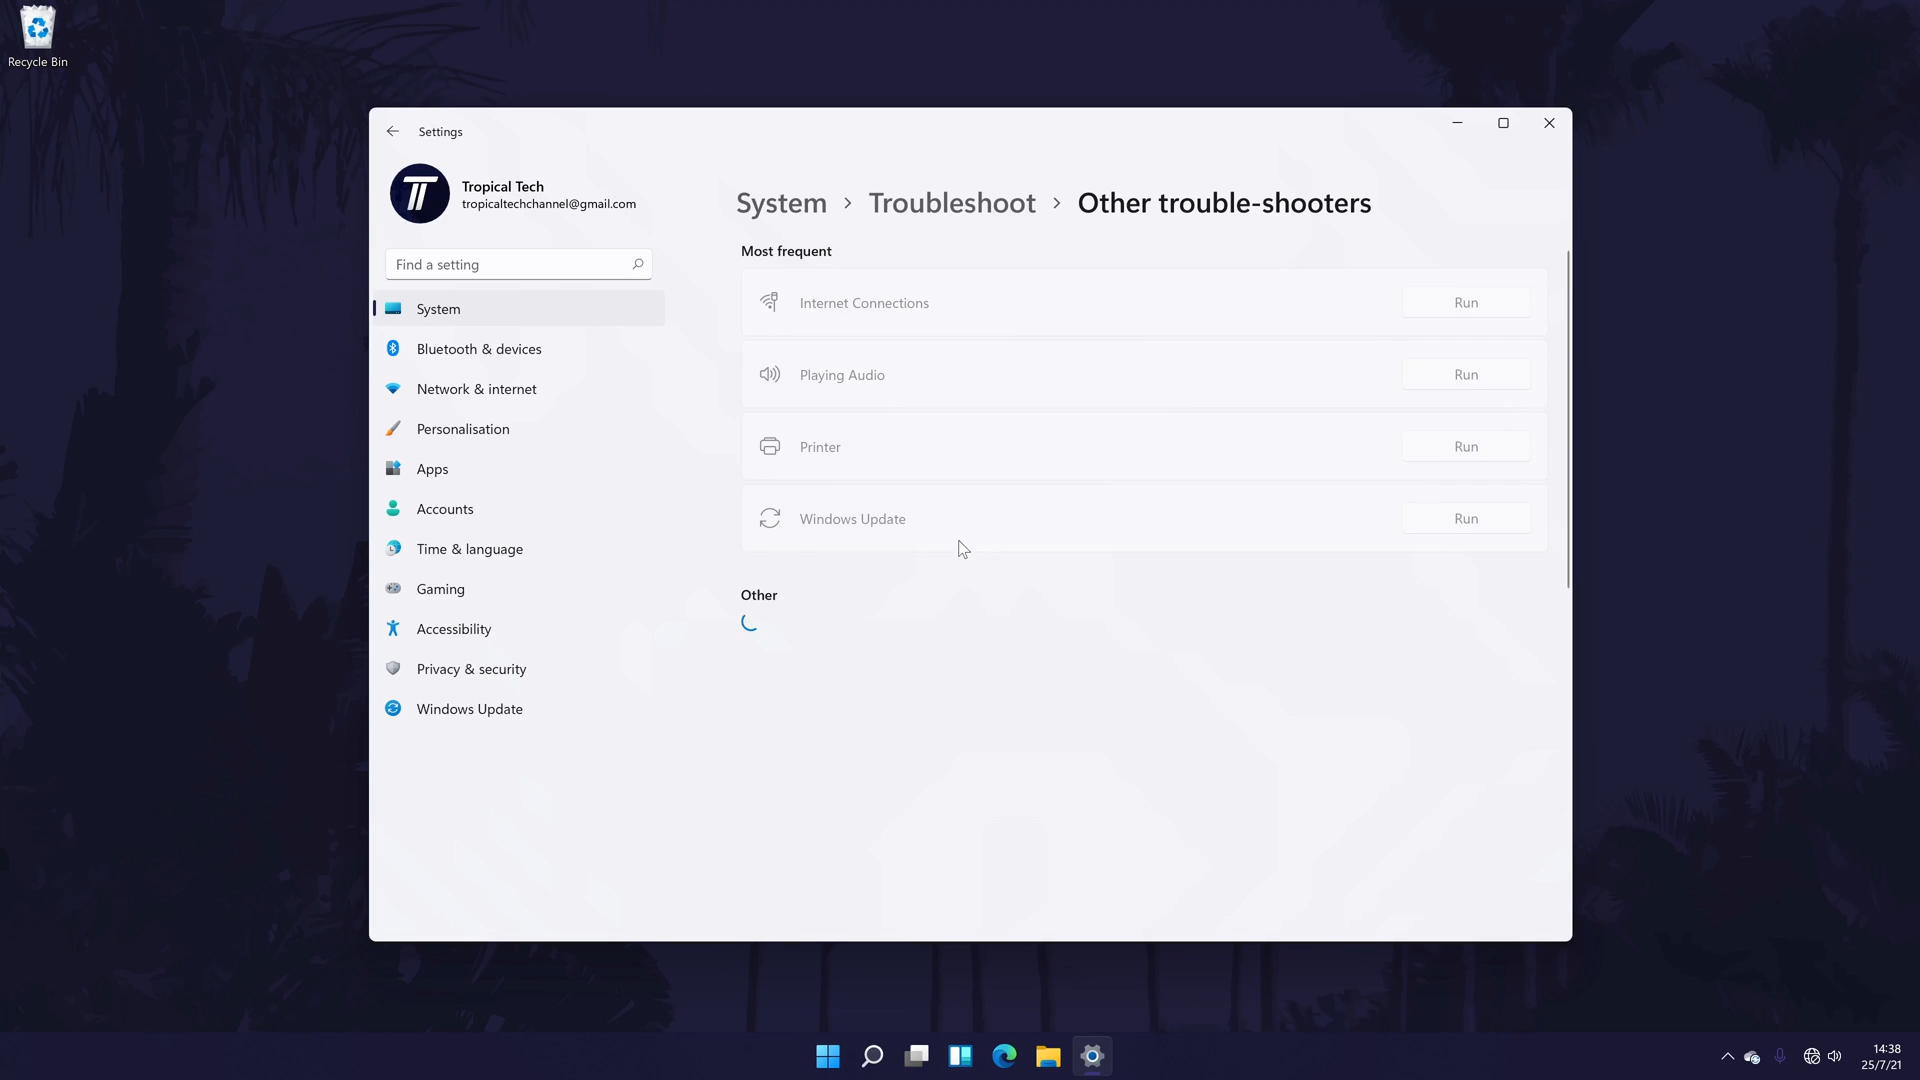 Recycle Bin
Settings
TT
Tropical Tech
tropicaltechchannel@gmail.com
Find a setting
System
Bluetooth & devices
Network & internet
Personalisation
Apps
Accounts
Time & language
Gaming
Accessibility
Privacy & security
Windows Update
System > Troubleshoot > Other trouble-shooters
Most frequent
Internet Connections Run
Playing Audio Run
Printer Run
Windows Update Run
Other
14:38
25/7/21